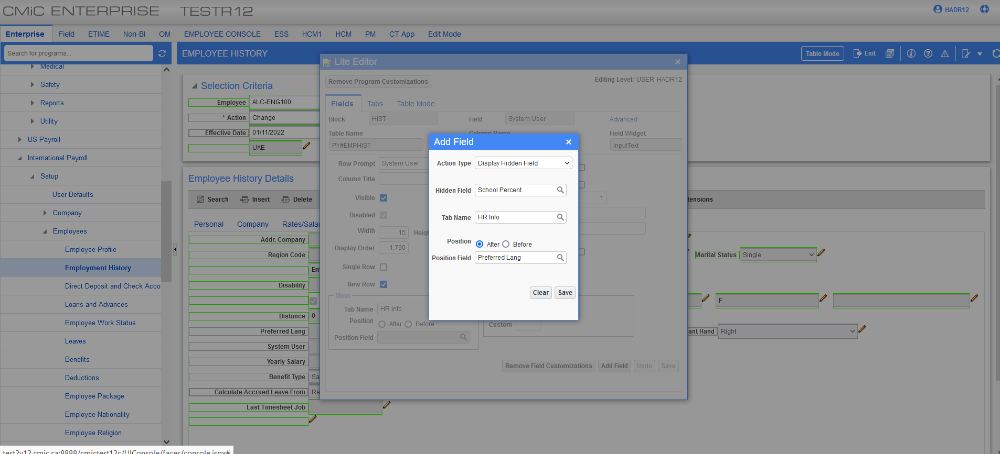 CMiC ENTERPRISE TESTR12
HADR12
Enterprise Field ETIME Non-BI OM EMPLOYEE CONSOLE ESS HCM1 HCM PM CT App Edit Mode
Search for programs...
EMPLOYEE HISTORY
Table Mode Exit
Medical
Safety
Reports
Utility
US Payroll
International Payroll
Setup
User Defaults
Company
Employees
Employee Profile
Employment History
Direct Deposit and Check Acco
Loans and Advances
Employee Work Status
Leaves
Benefits
Deductions
Employee Package
Employee Nationality
Employee Religion
test2v12.cmic.ca:8888/cmictest12c/UIConsole/faces/console.jspx#
Selection Criteria
Employee ALC-ENG100
* Action Change
Effective Date 01/11/2022
UAE
Employee History Details
Search Insert Delete
tensions
Personal Company Rates/Salar
Addr. Company
Region Code
Em
Disability
Distance 0
Preferred Lang
System User
Yearly Salary
Benefit Type Sa
Calculate Accrued Leave From Re
Last Timesheet Job
Marital Status Single
F
ant Hand Right
Lite Editor
Remove Program Customizations
Editing Level: USER HADR12
Fields Tabs Table Mode
Block HIST Field System User Advanced
Table Name Column Name Field Widget
PY#EMPHIST InputText
Row Prompt System User
Column Title
Visible
Disabled 1
Width 15 Heigh
Display Order 1,790
Single Row
New Row
Move
Tab Name HR Info
Position After Before
Position Field
Custom
Remove Field Customizations Add Field Undo Save
Add Field
Action Type Display Hidden Field
Hidden Field School Percent
Tab Name HR Info
Position After Before
Position Field Preferred Lang
Clear Save